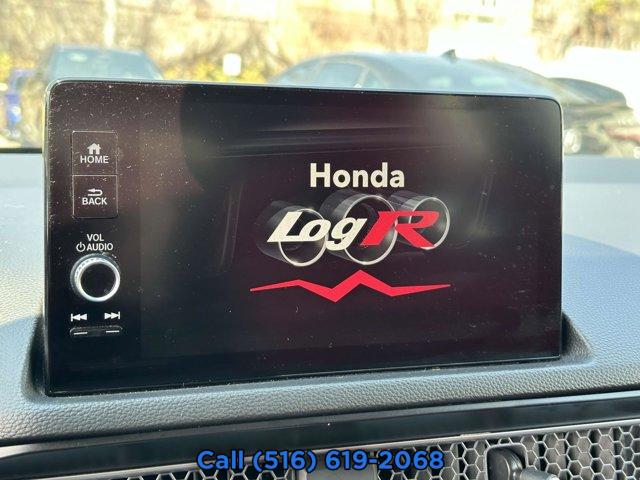 HOME
BACK
VOL
AUDIO
Honda
LogR
Call (516) 619-2068